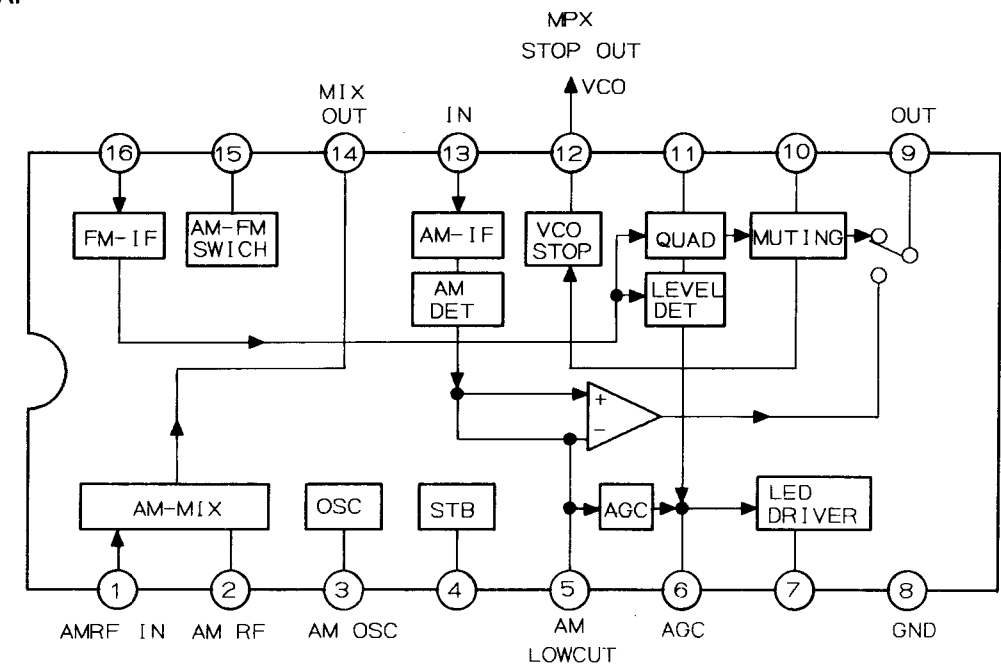 MPX
STOP OUT
VCO
MIX
OUT
IN
OUT
16
15
14
13
12
11
10
9
FM-IF
AM-FM
SWICH
AM-IF
VCO
STOP
QUAD
MUTING
AM
DET
LEVEL
DET
+
−
AM-MIX
OSC
STB
AGC
LED
DRIVER
1
2
3
4
5
6
7
8
AMRF IN
AM RF
AM OSC
AM
LOWCUT
AGC
GND